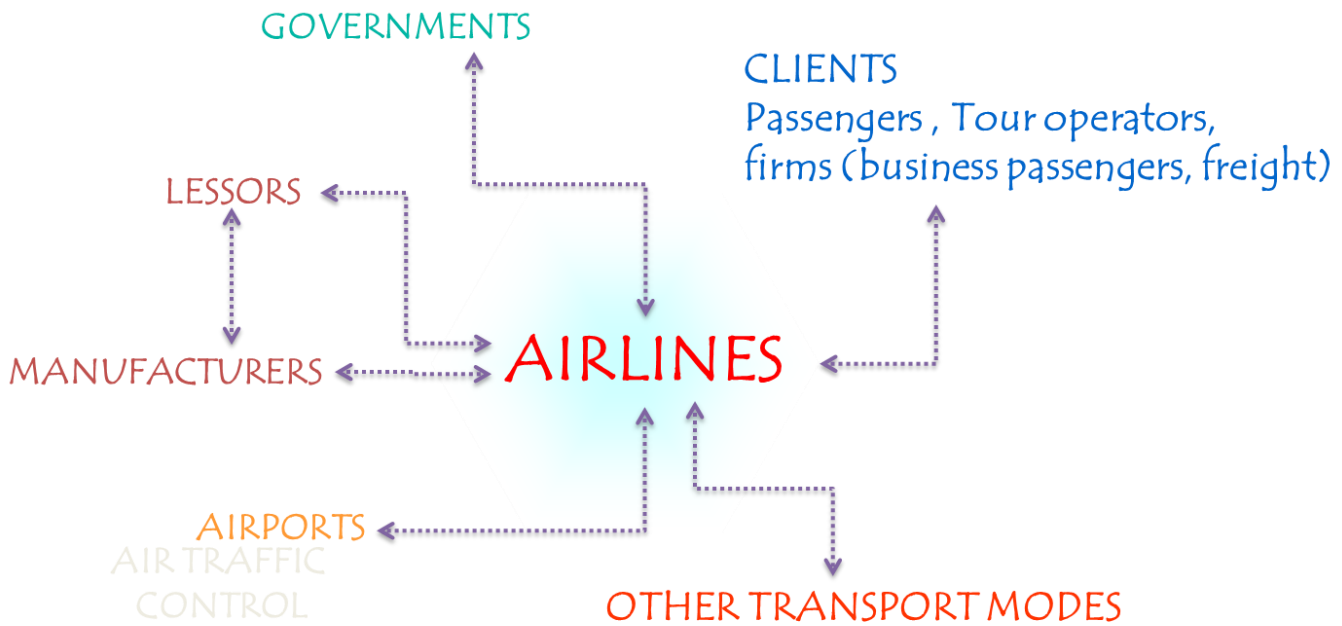 GOVERNMENTS
CLIENTS
Passengers , Tour operators,
firms (business passengers, freight)
LESSORS
MANUFACTURERS
AIRLINES
AIRPORTS
AIR TRAFFIC
CONTROL
OTHER TRANSPORT MODES